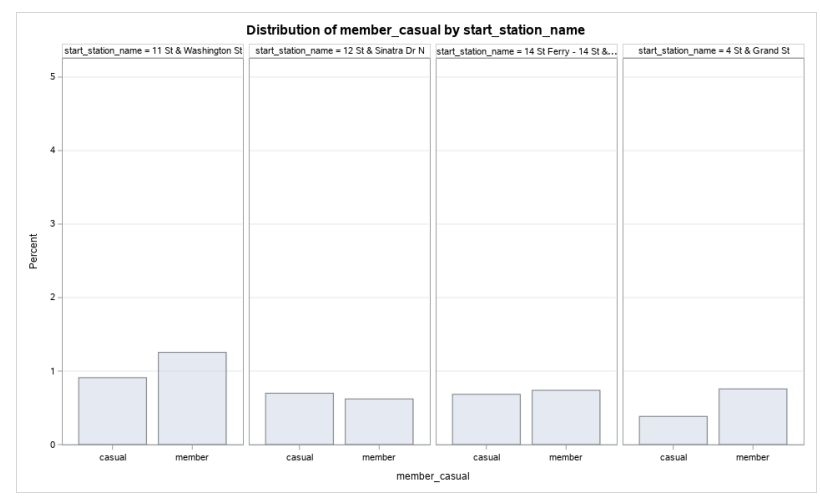 Distribution of member_casual by start_station_name
start_station_name = 11 St & Washington St
start_station_name = 12 St & Sinatra Dr N
start_station_name = 14 St Ferry - 14 St &...
start_station_name = 4 St & Grand St
5
4
3
2
1
0
Percent
casual
member
casual
member
casual
member
casual
member
member_casual